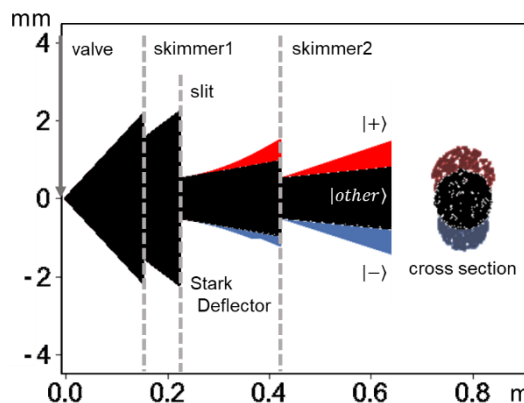 mm
4
valve
skimmer1
skimmer2
slit
2
|+⟩
0
|other⟩
-2
Stark
Deflector
|−⟩
cross section
-4
0.0
0.2
0.4
0.6
0.8
m